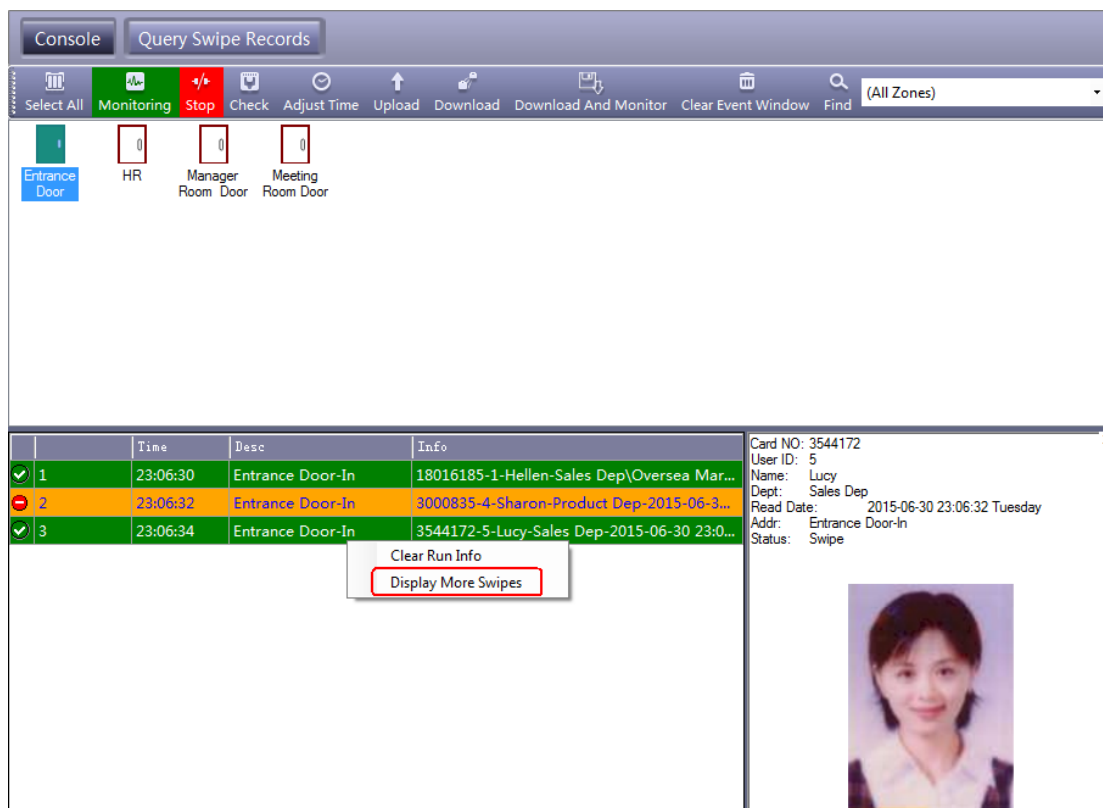 Console Query Swipe Records
Select All Monitoring Stop Check Adjust Time Upload Download Download And Monitor Clear Event Window Find (All Zones)
Entrance Door
HR
Manager Room Door
Meeting Room Door
Time Desc Info
1 23:06:30 Entrance Door-In 18016185-1-Hellen-Sales Dep\Oversea Mar...
2 23:06:32 Entrance Door-In 3000835-4-Sharon-Product Dep-2015-06-3...
3 23:06:34 Entrance Door-In 3544172-5-Lucy-Sales Dep-2015-06-30 23:0...
Clear Run Info
Display More Swipes
Card NO: 3544172
User ID: 5
Name: Lucy
Dept: Sales Dep
Read Date: 2015-06-30 23:06:32 Tuesday
Addr: Entrance Door-In
Status: Swipe